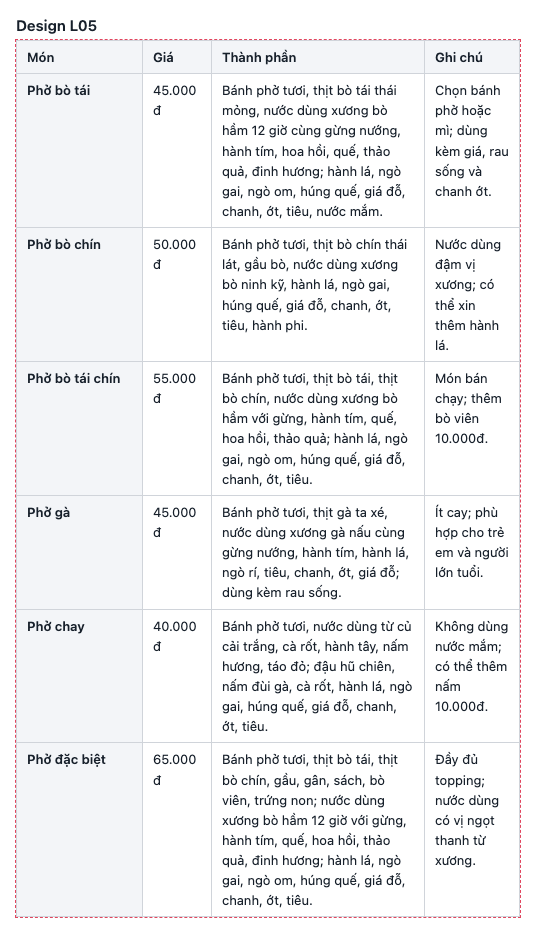 Design L05
Món Giá Thành phần Ghi chú
Phở bò tái
45.000
đ
Bánh phở tươi, thịt bò tái thái
mỏng, nước dùng xương bò
hầm 12 giờ cùng gừng nướng,
hành tím, hoa hồi, quế, thảo
quả, đinh hương; hành lá, ngò
gai, ngò om, húng quế, giá đỗ,
chanh, ớt, tiêu, nước mắm.
Chọn bánh
phở hoặc
mì; dùng
kèm giá, rau
sống và
chanh ớt.
Phở bò chín
50.000
đ
Bánh phở tươi, thịt bò chín thái
lát, gầu bò, nước dùng xương
bò ninh kỹ, hành lá, ngò gai,
húng quế, giá đỗ, chanh, ớt,
tiêu, hành phi.
Nước dùng
đậm vị
xương; có
thể xin
thêm hành
lá.
Phở bò tái chín
55.000
đ
Bánh phở tươi, thịt bò tái, thịt
bò chín, nước dùng xương bò
hầm với gừng, hành tím, quế,
hoa hồi, thảo quả; hành lá, ngò
gai, ngò om, húng quế, giá đỗ,
chanh, ớt, tiêu.
Món bán
chạy; thêm
bò viên
10.000đ.
Phở gà
45.000
đ
Bánh phở tươi, thịt gà ta xé,
nước dùng xương gà nấu cùng
gừng nướng, hành tím, hành lá,
ngò rí, tiêu, chanh, ớt, giá đỗ;
dùng kèm rau sống.
Ít cay; phù
hợp cho trẻ
em và người
lớn tuổi.
Phở chay
40.000
đ
Bánh phở tươi, nước dùng từ củ
cải trắng, cà rốt, hành tây, nấm
hương, táo đỏ; đậu hũ chiên,
nấm đùi gà, cà rốt, hành lá, ngò
gai, húng quế, giá đỗ, chanh,
ớt, tiêu.
Không dùng
nước mắm;
có thể thêm
nấm
10.000đ.
Phở đặc biệt
65.000
đ
Bánh phở tươi, thịt bò tái, thịt
bò chín, gầu, gân, sách, bò
viên, trứng non; nước dùng
xương bò hầm 12 giờ với gừng,
hành tím, quế, hoa hồi, thảo
quả, đinh hương; hành lá, ngò
gai, ngò om, húng quế, giá đỗ,
chanh, ớt, tiêu.
Đầy đủ
topping;
nước dùng
có vị ngọt
thanh từ
xương.